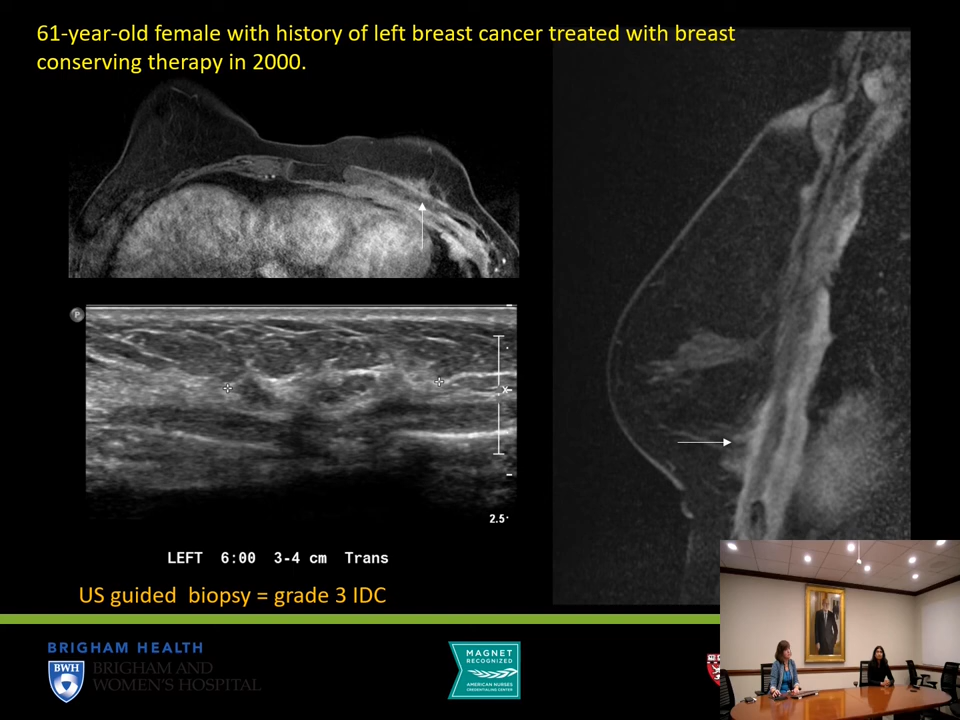 61-year-old female with history of left breast cancer treated with breast
conserving therapy in 2000.
P
X
2.5
LEFT 6:00 3-4 cm Trans
US guided biopsy = grade 3 IDC
BRIGHAM HEALTH
BWH
BRIGHAM AND
WOMEN'S HOSPITAL
MAGNET
RECOGNIZED
AMERICAN NURSES
CREDENTIALING CENTER